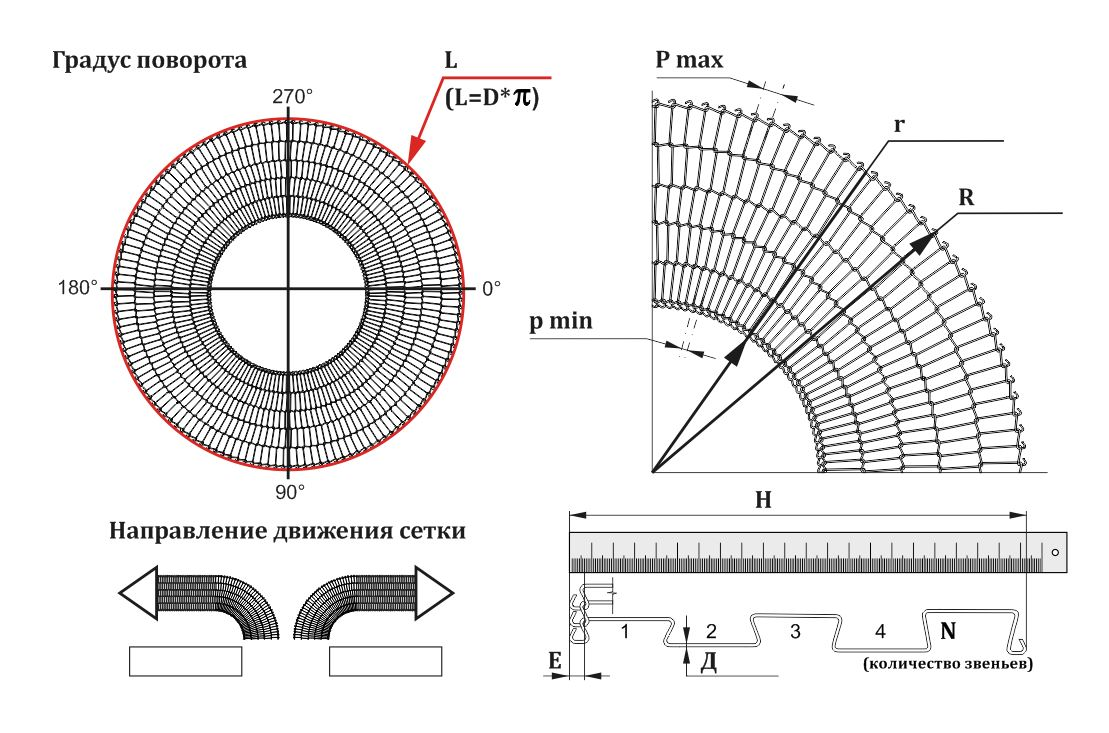 Градус поворота
L
(L=D*π)
270°
180°
0°
90°
P max
r
R
p min
Направление движения сетки
H
1
2
3
4
N
E
Д
(количество звеньев)